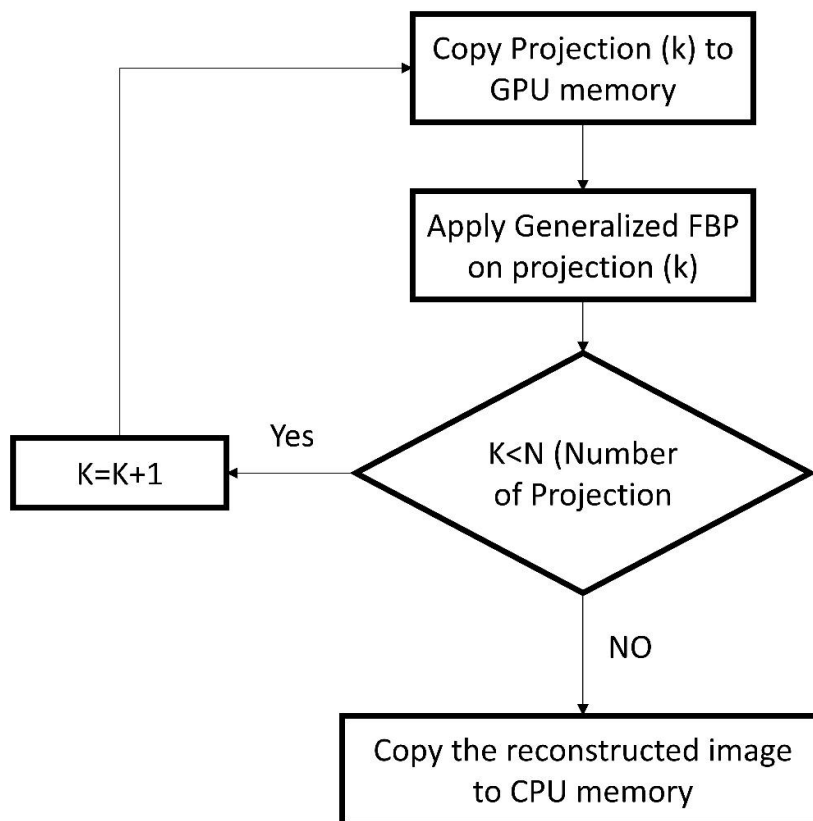 Copy Projection (k) to
GPU memory
Apply Generalized FBP
on projection (k)
Yes
K=K+1
K<N (Number
of Projection
NO
Copy the reconstructed image
to CPU memory